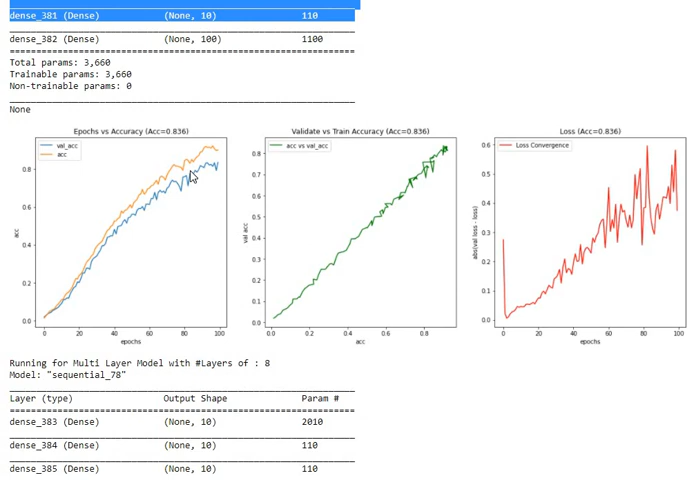 dense_381 (Dense) (None, 10) 110
dense_382 (Dense) (None, 100) 1100
Total params: 3,660
Trainable params: 3,660
Non-trainable params: 0
None
Epochs vs Accuracy (Acc=0.836)
val_acc
acc
0.8
0.6
0.4
0.2
0.0
acc
0 20 40 60 80 100
epochs
Validate vs Train Accuracy (Acc=0.836)
acc vs val_acc
0.8
0.7
0.6
0.5
0.4
0.3
0.2
0.1
0.0
val acc
0.0 0.2 0.4 0.6 0.8
acc
Loss (Acc=0.836)
Loss Convergence
0.6
0.5
0.4
0.3
0.2
0.1
0.0
abs(val loss - loss)
0 20 40 60 80 100
epochs
Running for Multi Layer Model with #Layers of : 8
Model: "sequential_78"
Layer (type) Output Shape Param #
dense_383 (Dense) (None, 10) 2010
dense_384 (Dense) (None, 10) 110
dense_385 (Dense) (None, 10) 110